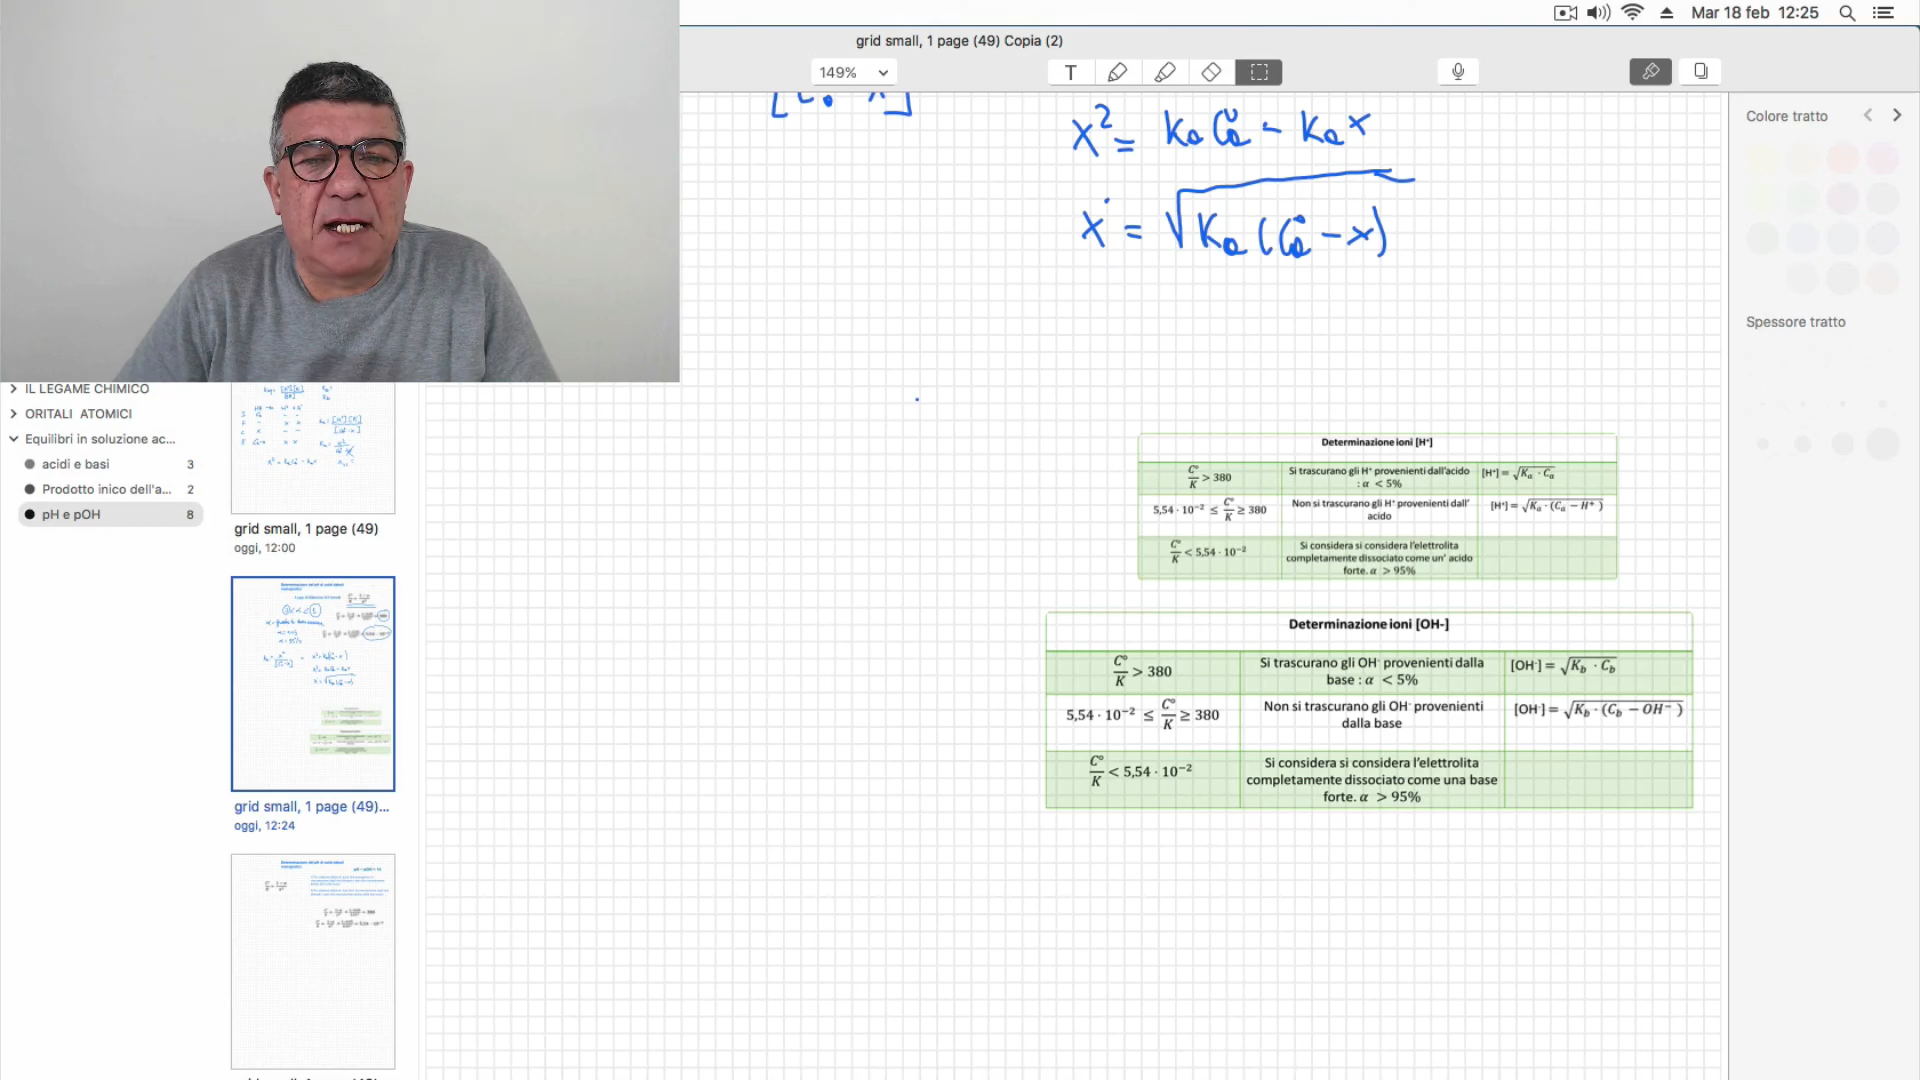 Mar 18 feb 12:25
grid small, 1 page (49) Copia (2)
149%
T
Colore tratto
Spessore tratto
x² = Ka C°a - Ka x
x = √Ka (C°a - x)
IL LEGAME CHIMICO
ORITALI ATOMICI
Equilibri in soluzione ac...
acidi e basi 3
Prodotto inico dell'a... 2
pH e pOH 8
grid small, 1 page (49)
oggi, 12:00
grid small, 1 page (49)...
oggi, 12:24
Determinazione ioni [H⁺]
C°/K > 380
Si trascurano gli H⁺ provenienti dall'acido
: α < 5%
[H⁺] = √Ka · Ca
5,54 · 10⁻² ≤ C°/K ≥ 380
Non si trascurano gli H⁺ provenienti dall'
acido
[H⁺] = √Ka · (Ca − H⁺ )
C°/K < 5,54 · 10⁻²
Si considera si considera l'elettrolita
completamente dissociato come un' acido
forte. α > 95%
Determinazione ioni [OH-]
C°/K > 380
Si trascurano gli OH⁻ provenienti dalla
base : α < 5%
[OH⁻] = √Kb · Cb
5,54 · 10⁻² ≤ C°/K ≥ 380
Non si trascurano gli OH⁻ provenienti
dalla base
[OH⁻] = √Kb · (Cb − OH⁻ )
C°/K < 5,54 · 10⁻²
Si considera si considera l'elettrolita
completamente dissociato come una base
forte. α > 95%